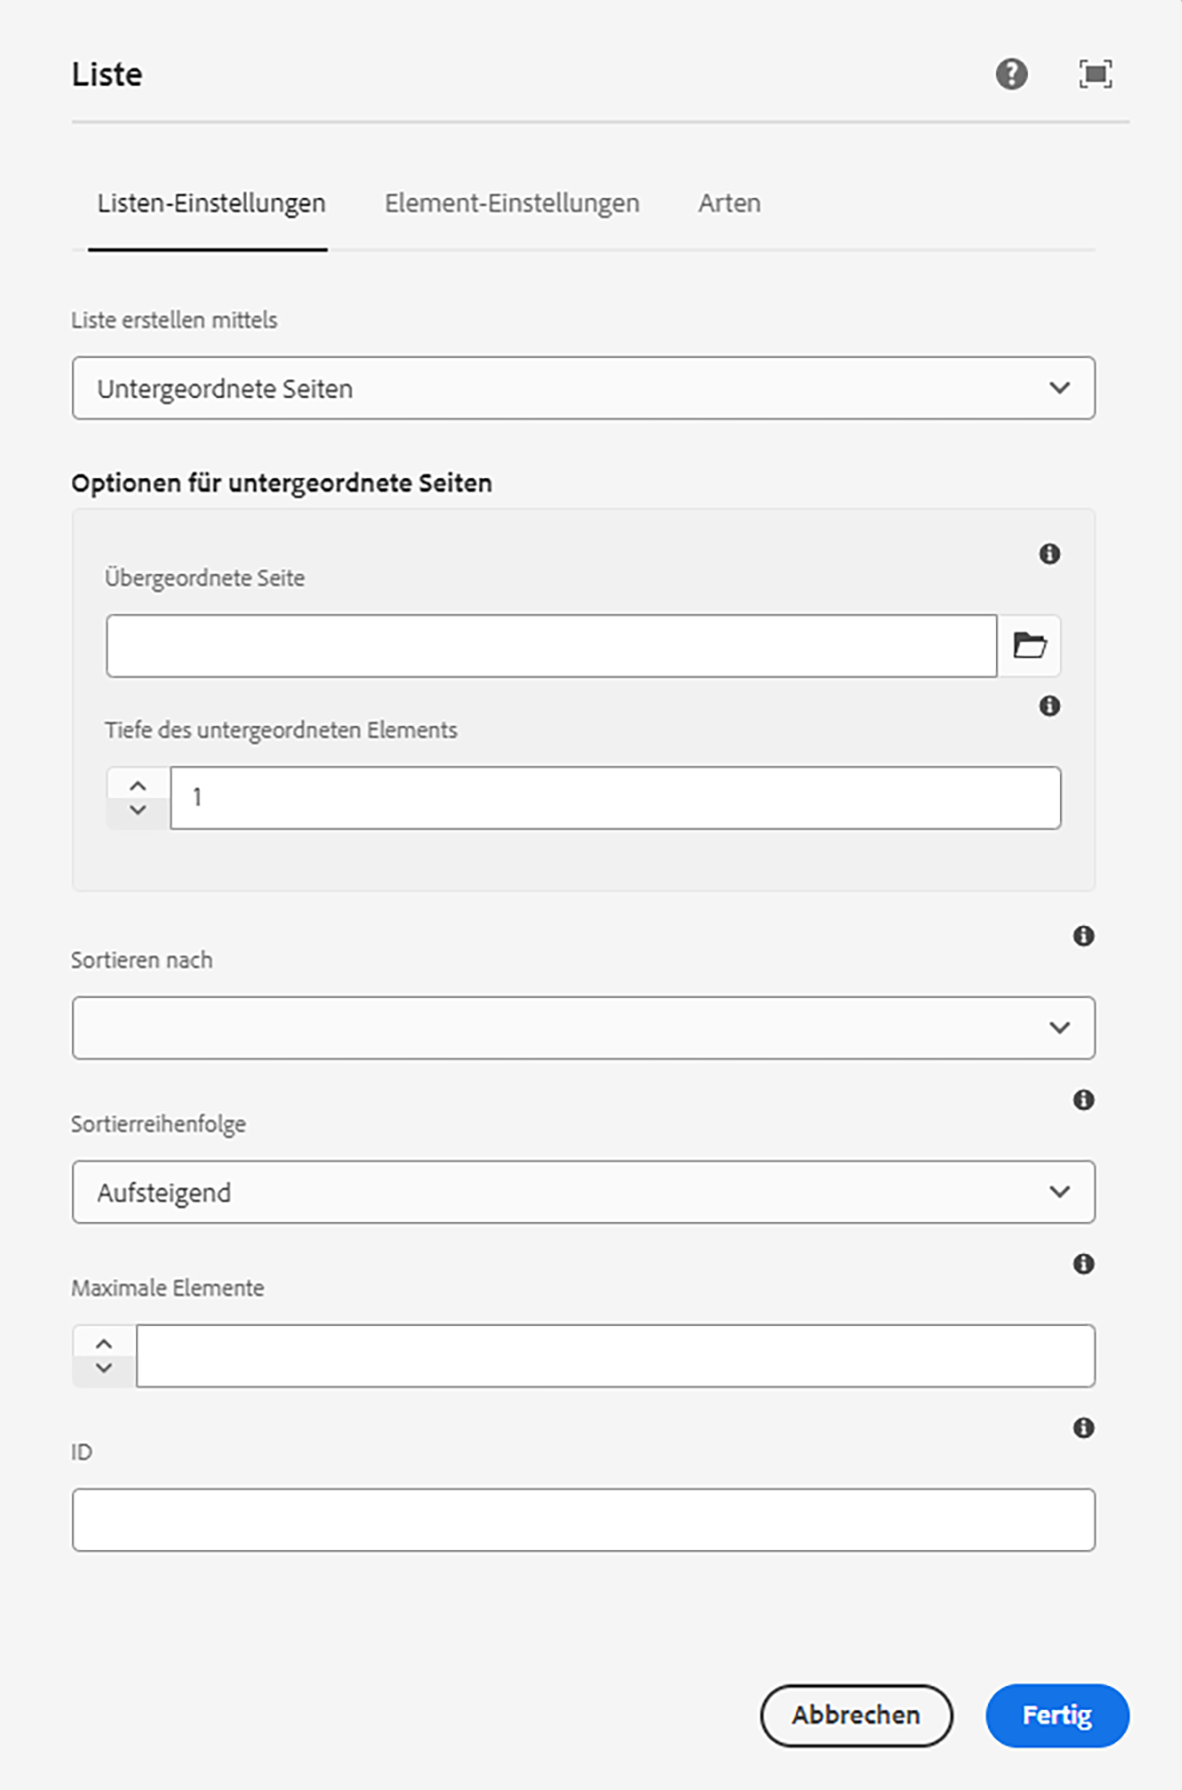 Liste
Listen-Einstellungen Element-Einstellungen Arten
Liste erstellen mittels
Untergeordnete Seiten
Optionen für untergeordnete Seiten
Übergeordnete Seite
Tiefe des untergeordneten Elements
1
Sortieren nach
Sortierreihenfolge
Aufsteigend
Maximale Elemente
ID
Abbrechen Fertig